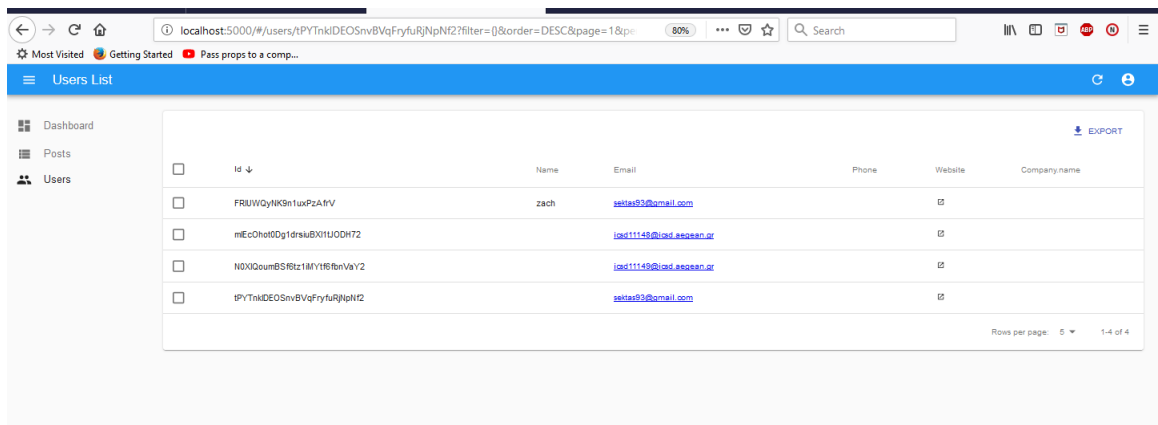 localhost:5000/#/users/tPYTnklDEOSnvBVqFryfuRjNpNf2?filter={}&order=DESC&page=1&pe 80% Search
Most Visited Getting Started Pass props to a comp...
Users List
Dashboard
Posts
Users
EXPORT
Id Name Email Phone Website Company.name
zach sektas93@gmail.com
icsd11148@icsd.aegean.gr
icsd11149@icsd.aegean.gr
tPYTnklDEOSnvBVqFryfuRjNpNf2 sektas93@gmail.com
Rows per page: 5 1-4 of 4